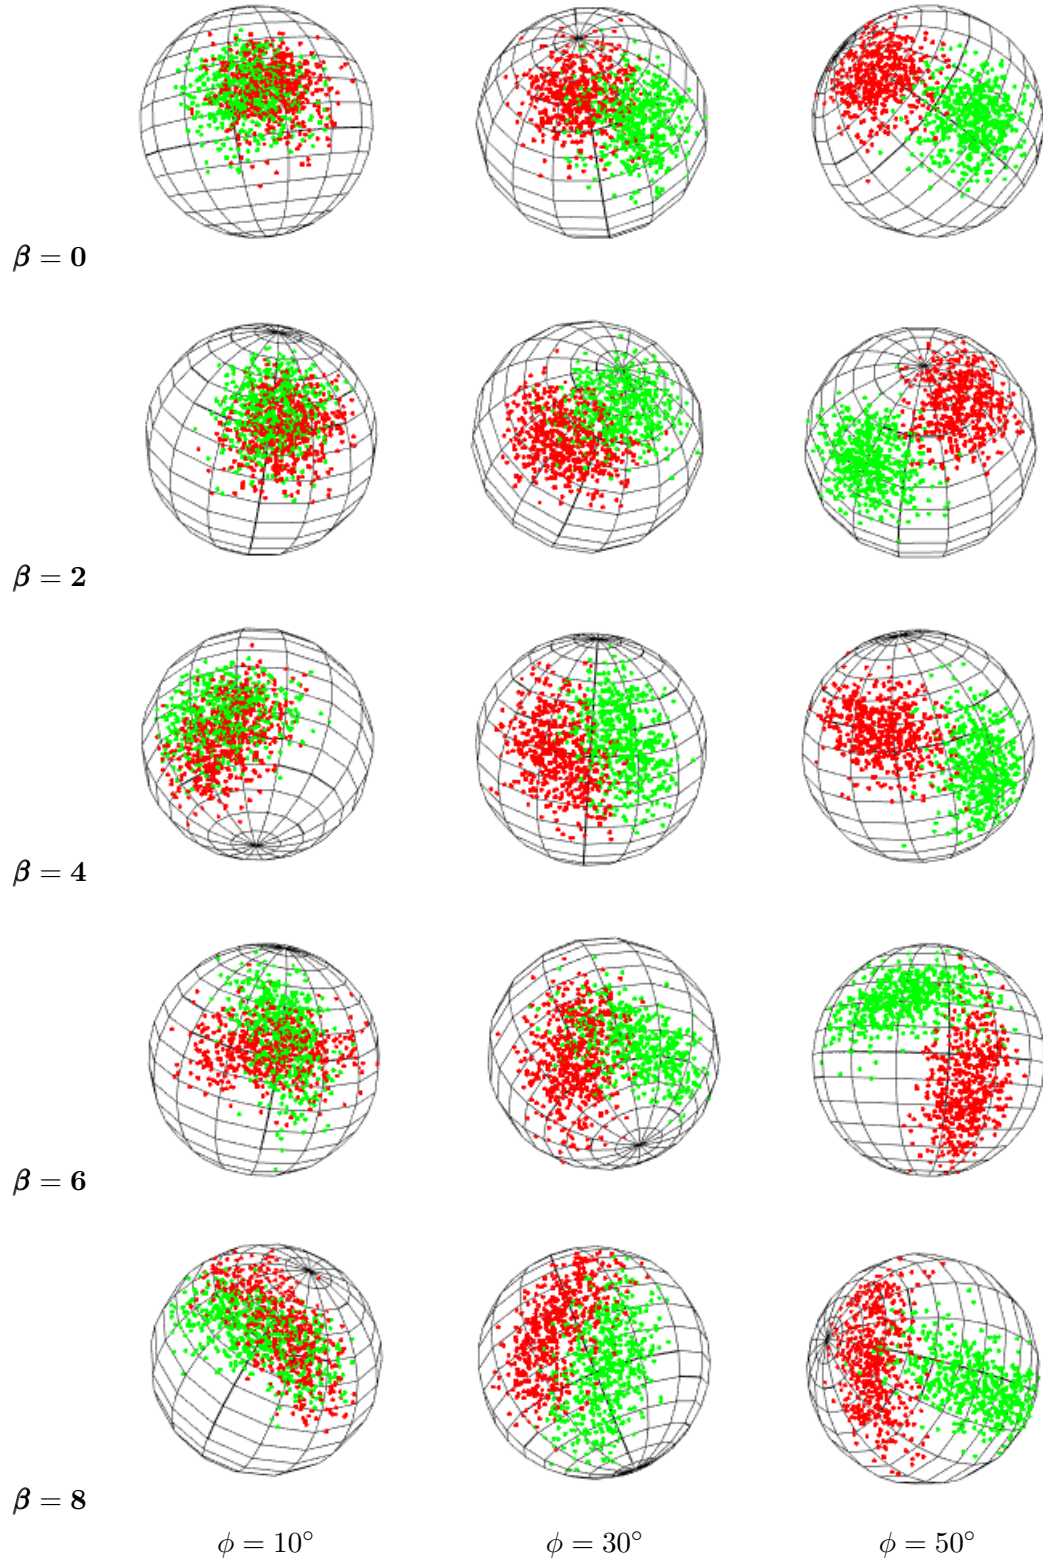 β = 0
β = 2
β = 4
β = 6
β = 8
ϕ = 10° ϕ = 30° ϕ = 50°